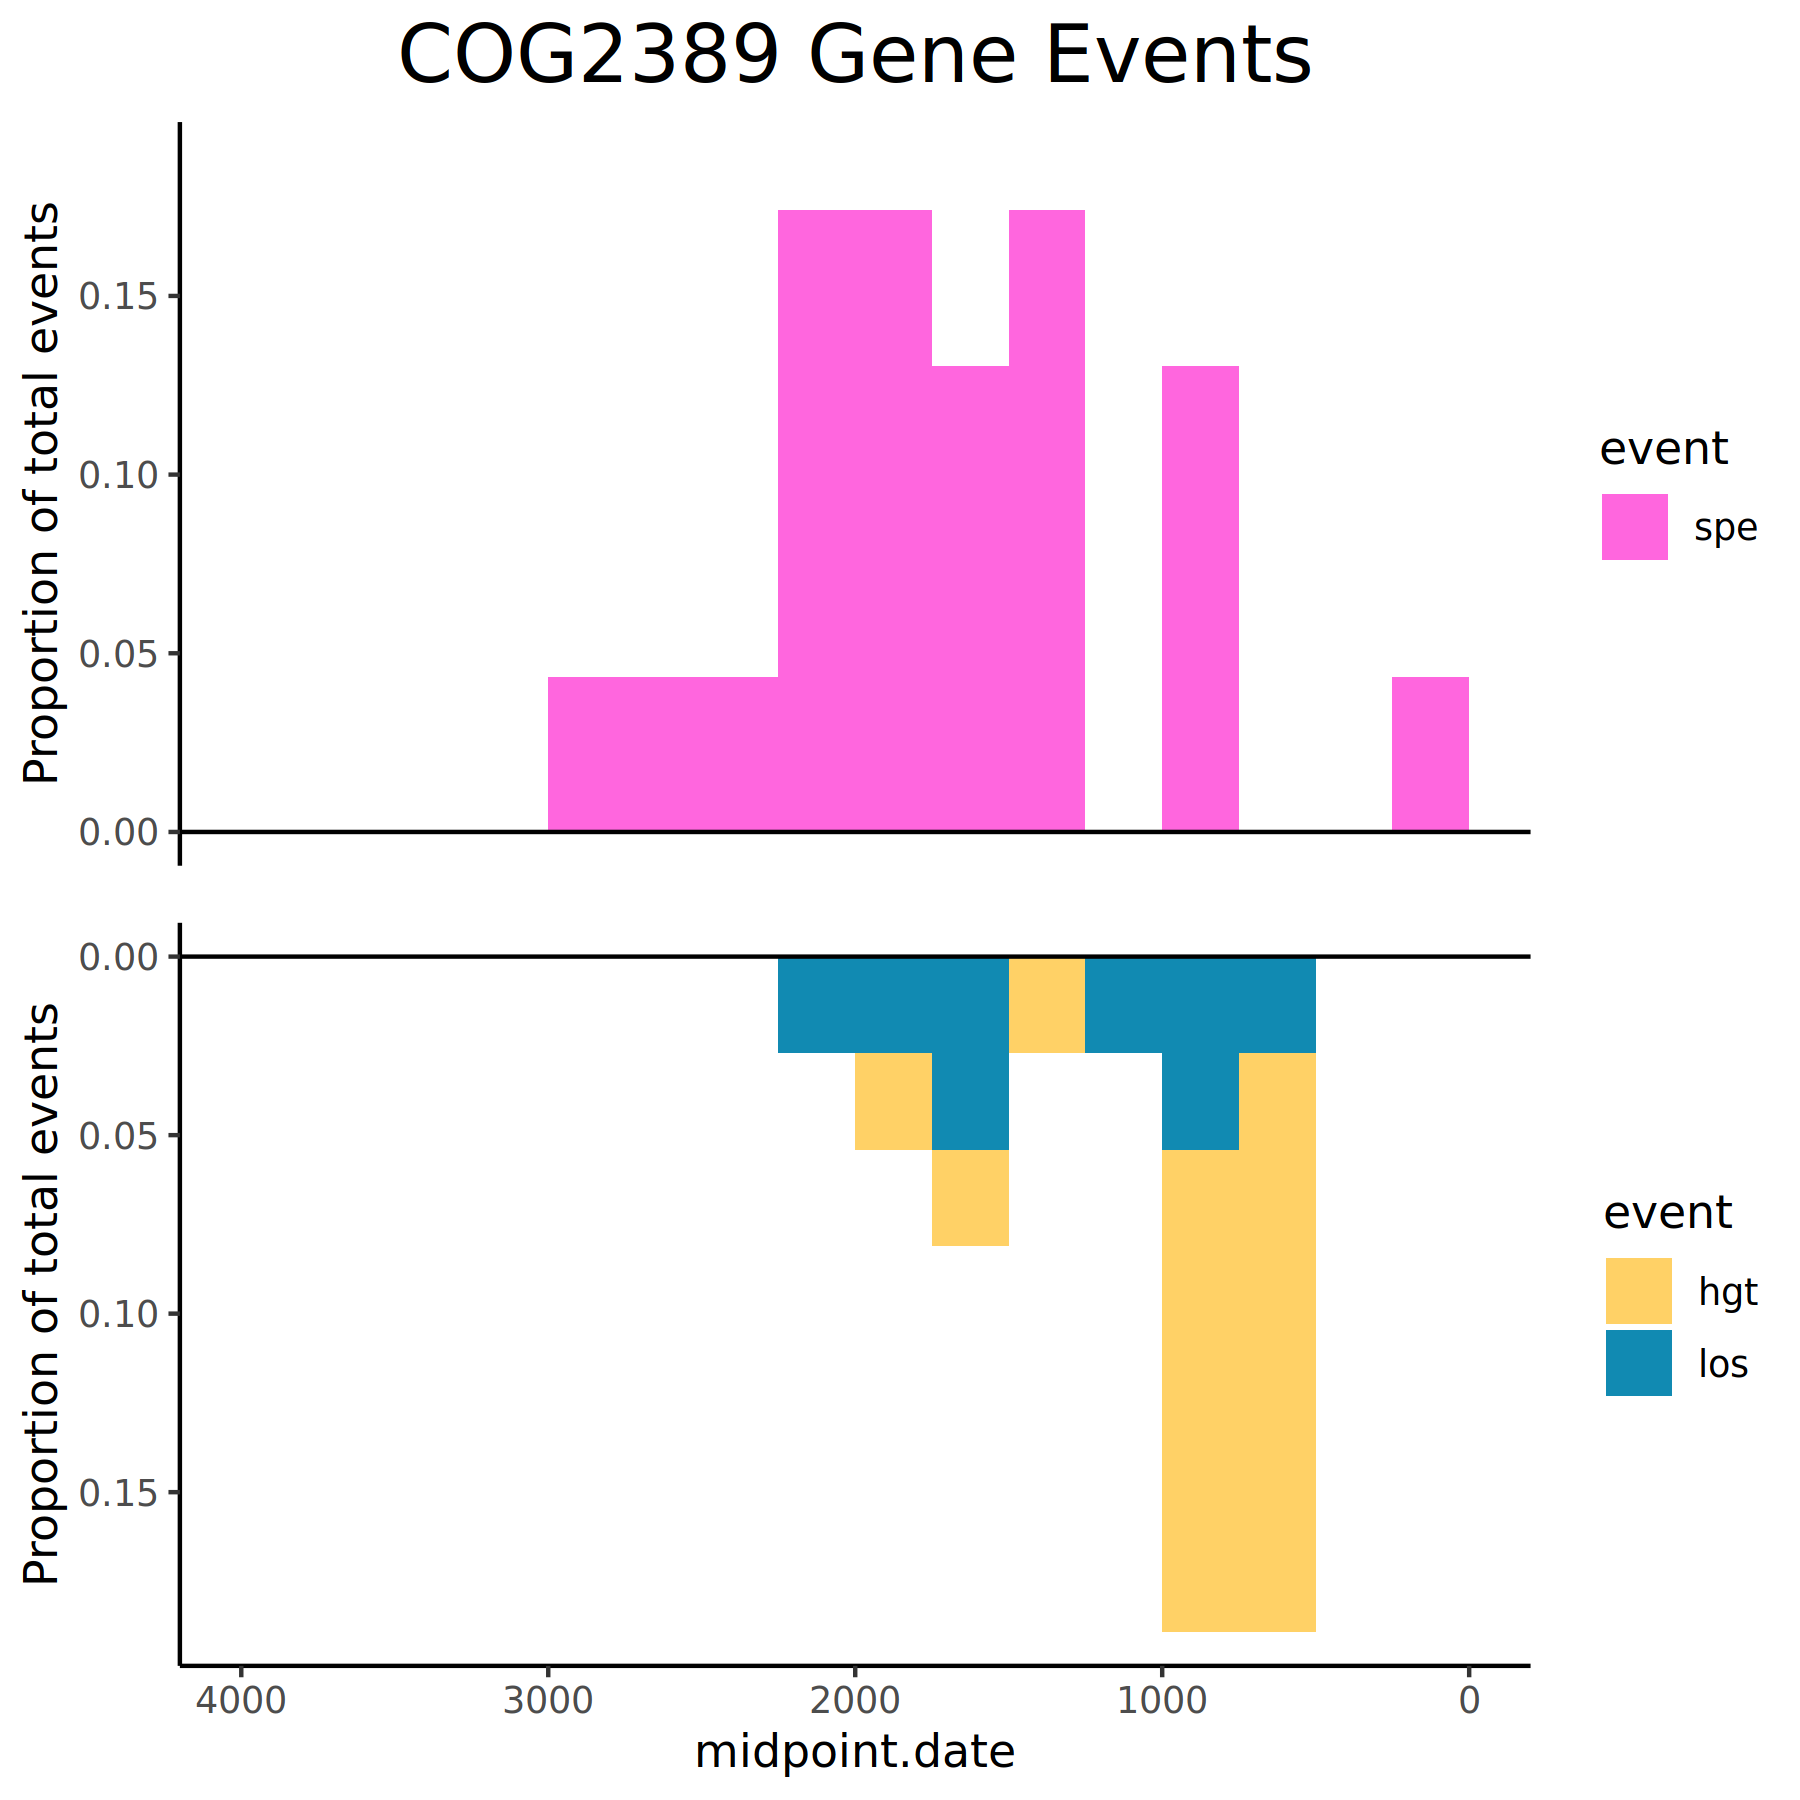 COG2389 Gene Events
Proportion of total events
0.15
0.10
0.05
0.00
event
spe
Proportion of total events
0.00
0.05
0.10
0.15
event
hgt
los
4000 3000 2000 1000 0
midpoint.date